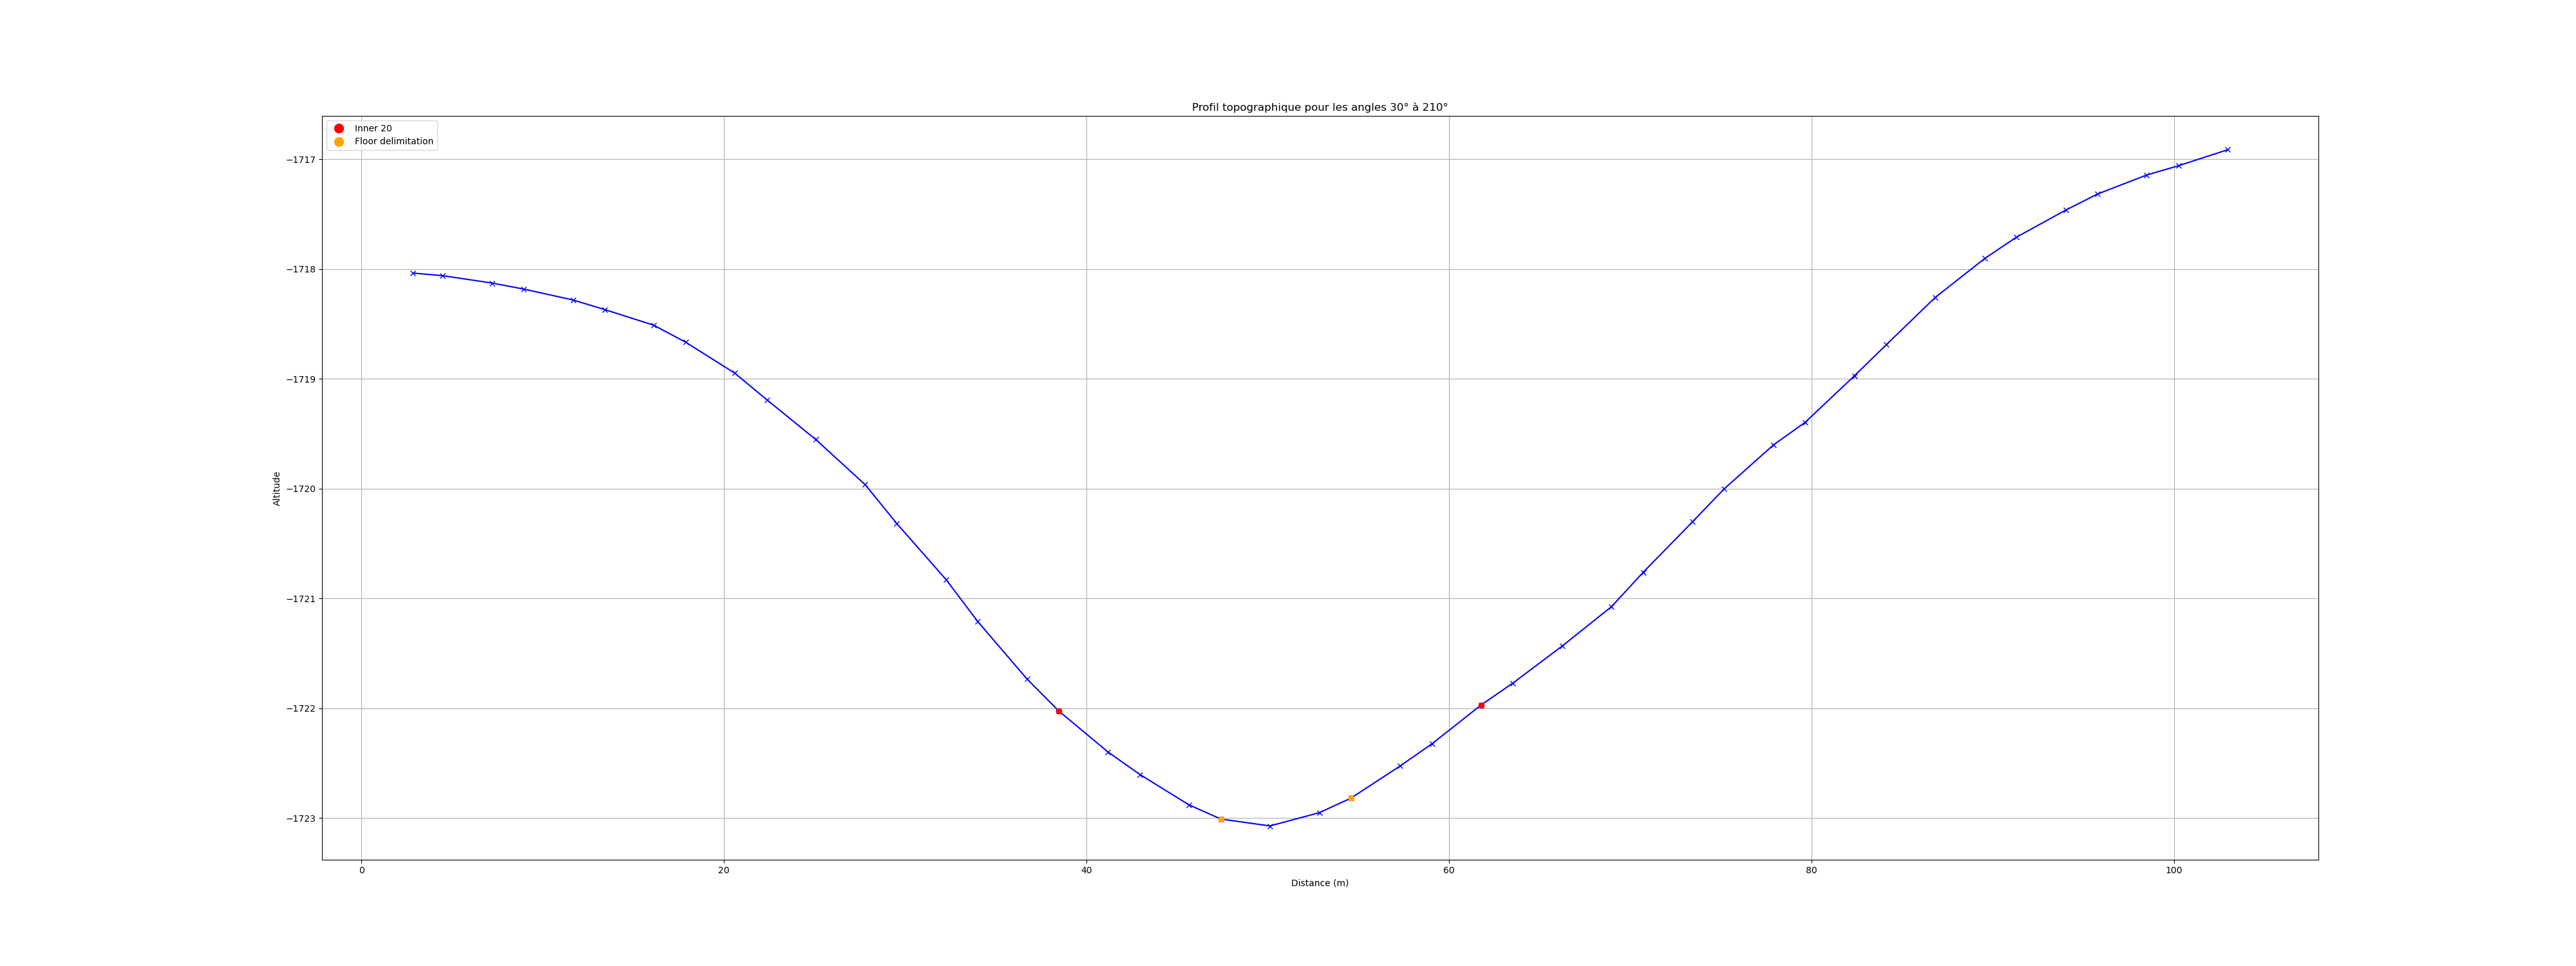 Profil topographique pour les angles 30° à 210°
Inner 20
Floor delimitation
−1717
−1718
−1719
−1720
−1721
−1722
−1723
Altitude
0 20 40 60 80 100
Distance (m)